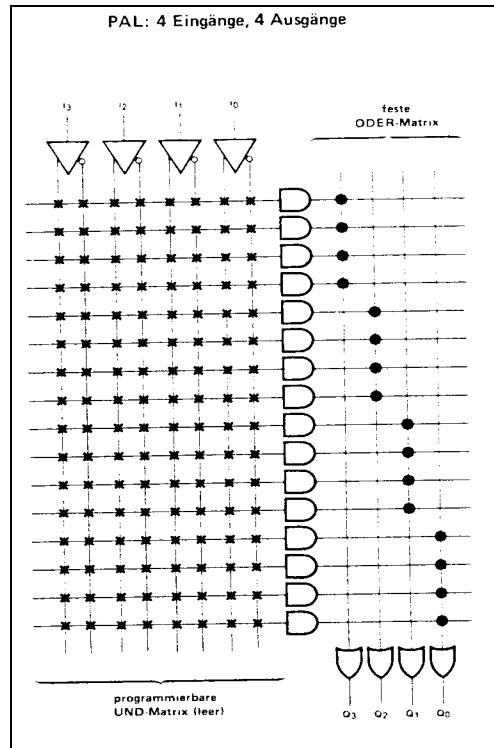 PAL: 4 Eingänge, 4 Ausgänge
feste
ODER-Matrix
I3 I2 I1 I0
programmierbare
UND-Matrix (leer)
Q3 Q2 Q1 Q0